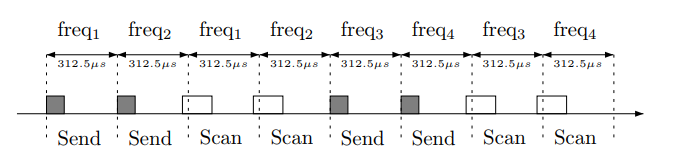 freq₁ freq₂ freq₁ freq₂ freq₃ freq₄ freq₃ freq₄
312.5μs 312.5μs 312.5μs 312.5μs 312.5μs 312.5μs 312.5μs 312.5μs
Send Send Scan Scan Send Send Scan Scan